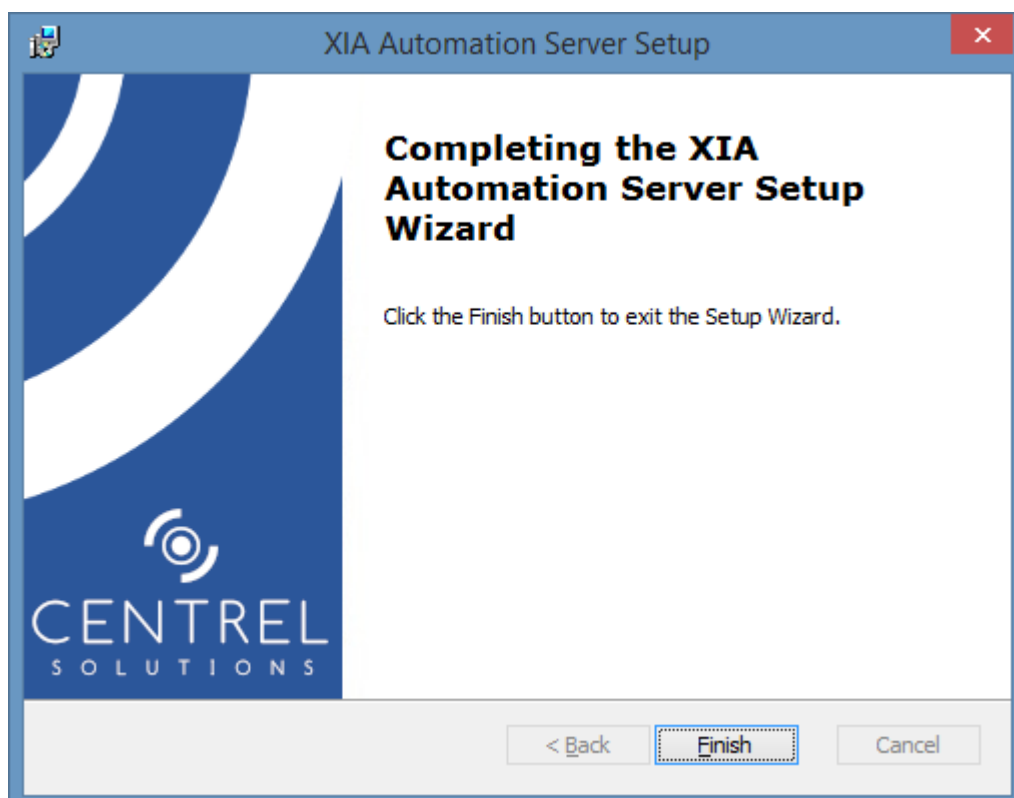 XIA Automation Server Setup
Completing the XIA
Automation Server Setup
Wizard
Click the Finish button to exit the Setup Wizard.
CENTREL
SOLUTIONS
< Back
Finish
Cancel